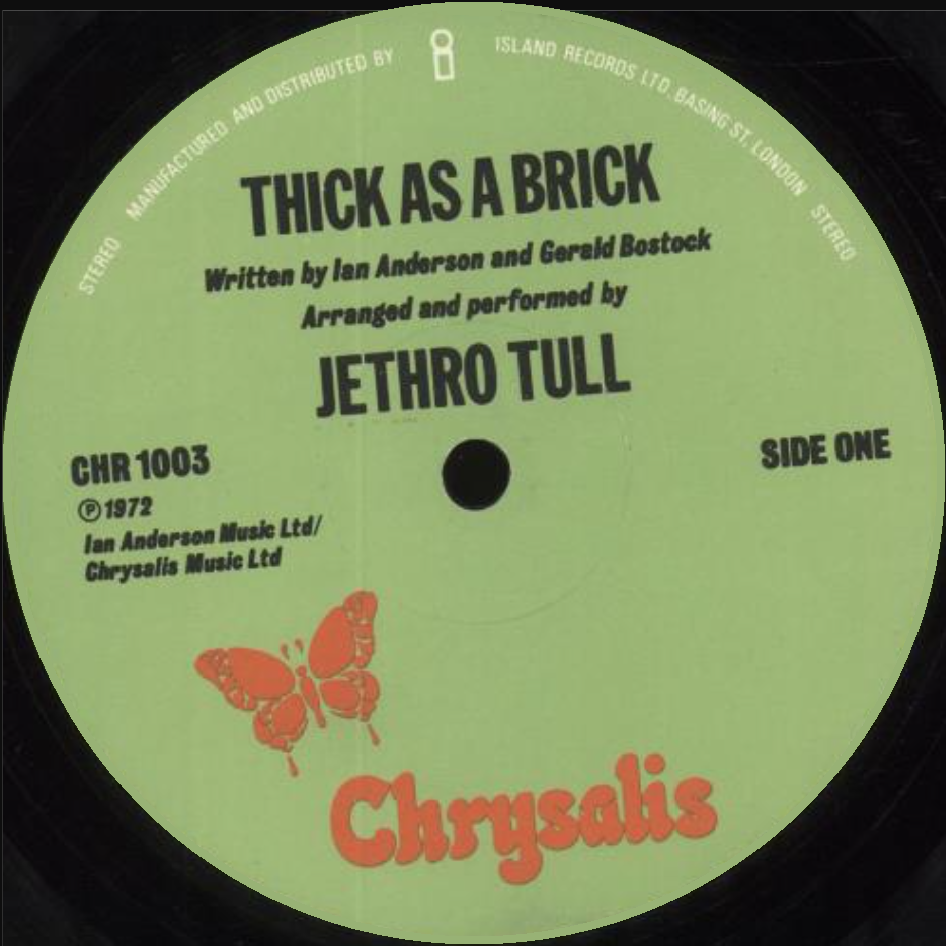 STEREO MANUFACTURED AND DISTRIBUTED BY i ISLAND RECORDS LTD. BASING ST. LONDON STEREO
THICK AS A BRICK
Written by Ian Anderson and Gerald Bostock
Arranged and performed by
JETHRO TULL
CHR 1003
SIDE ONE
℗ 1972
Ian Anderson Music Ltd/
Chrysalis Music Ltd
Chrysalis